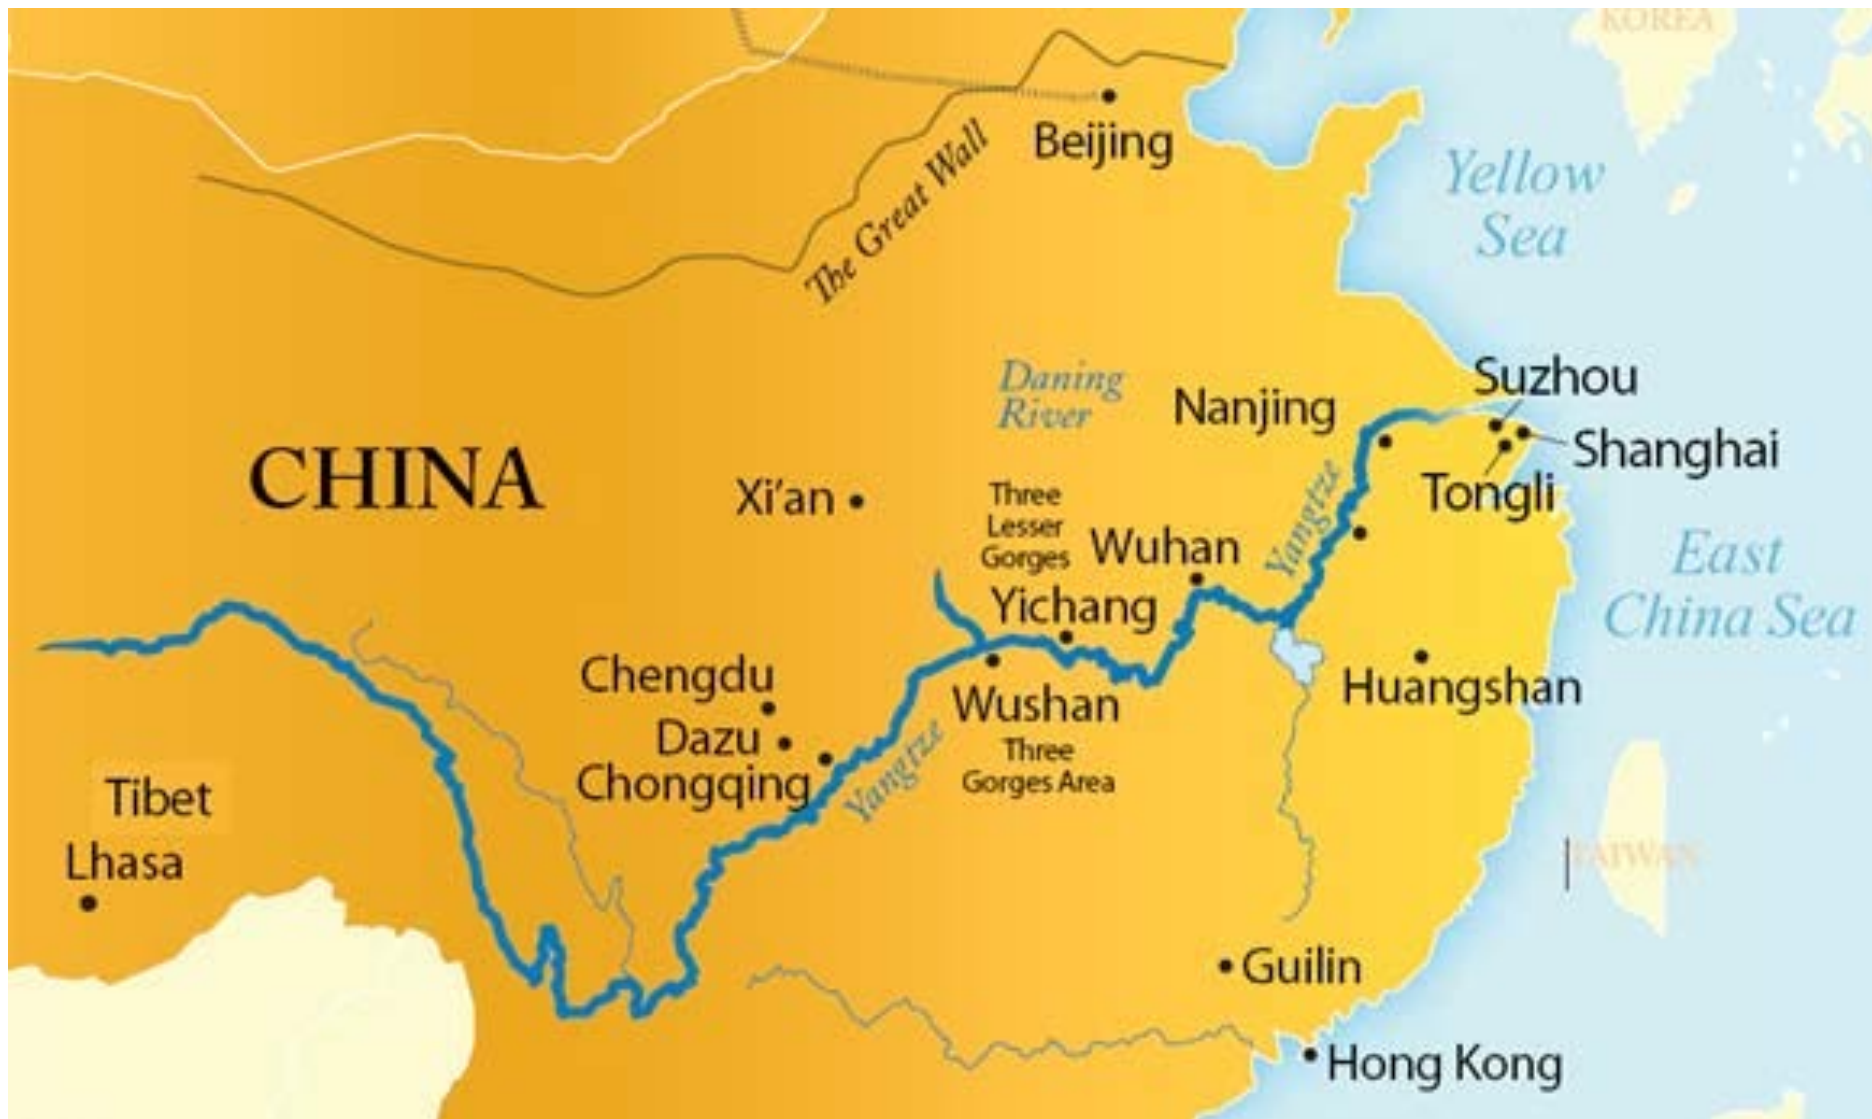 KOREA
Beijing
The Great Wall
Yellow
Sea
Daning
River
Suzhou
Nanjing
Shanghai
CHINA
Xi'an
Three
Lesser
Gorges
Tongli
Yangtze
Wuhan
East
China Sea
Yichang
Chengdu
Huangshan
Wushan
Dazu
Three
Gorges Area
Chongqing
Yangtze
Tibet
Lhasa
TAIWAN
Guilin
Hong Kong